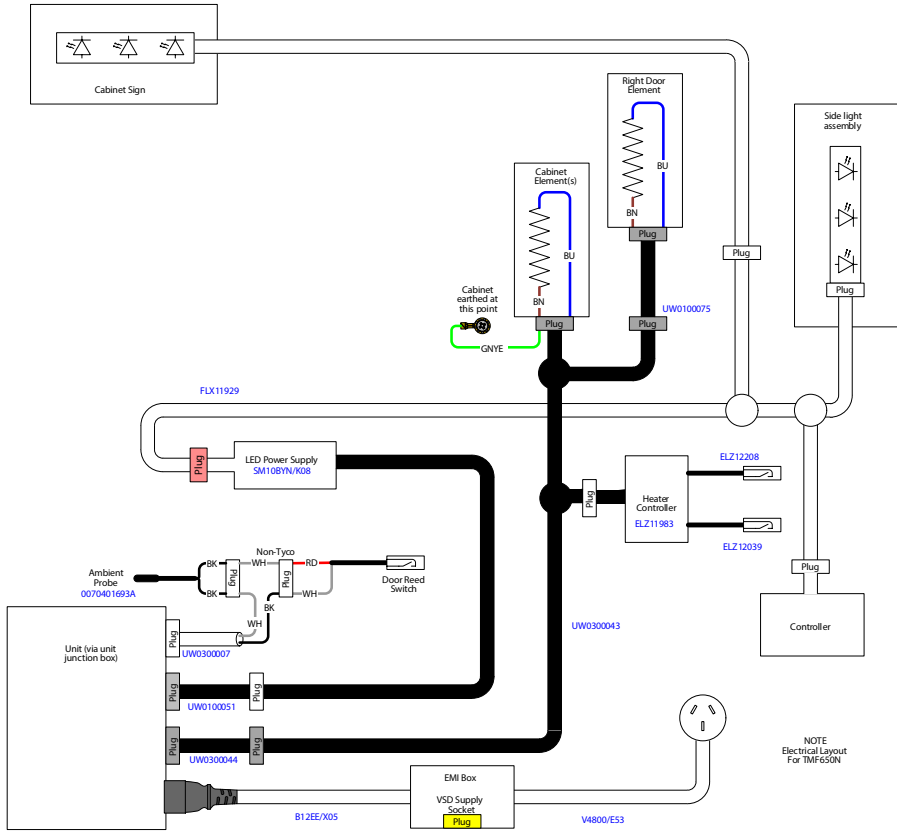 Cabinet Sign
Right Door
Element
BU
BN
Plug
Side light
assembly
Plug
Cabinet
Element(s)
BU
BN
Plug
Plug
UW0100075
Plug
Cabinet
earthed at
this point
GNYE
FLX11929
Plug
LED Power Supply
SM10BYN/K08
Plug
Heater
Controller
ELZ11983
ELZ12208
ELZ12039
Ambient
Probe
0070401693A
BK
BK
Plug
WH
WH
Non-Tyco
Plug
RD
WH
BK
Door Reed
Switch
Plug
Controller
Unit (via unit
junction box)
Plug
UW0300007
Plug
UW0100051
Plug
UW0300043
Plug
UW0300044
Plug
NOTE
Electrical Layout
For TMF650N
B12EE/X05
EMI Box
VSD Supply
Socket
Plug
V4800/E53